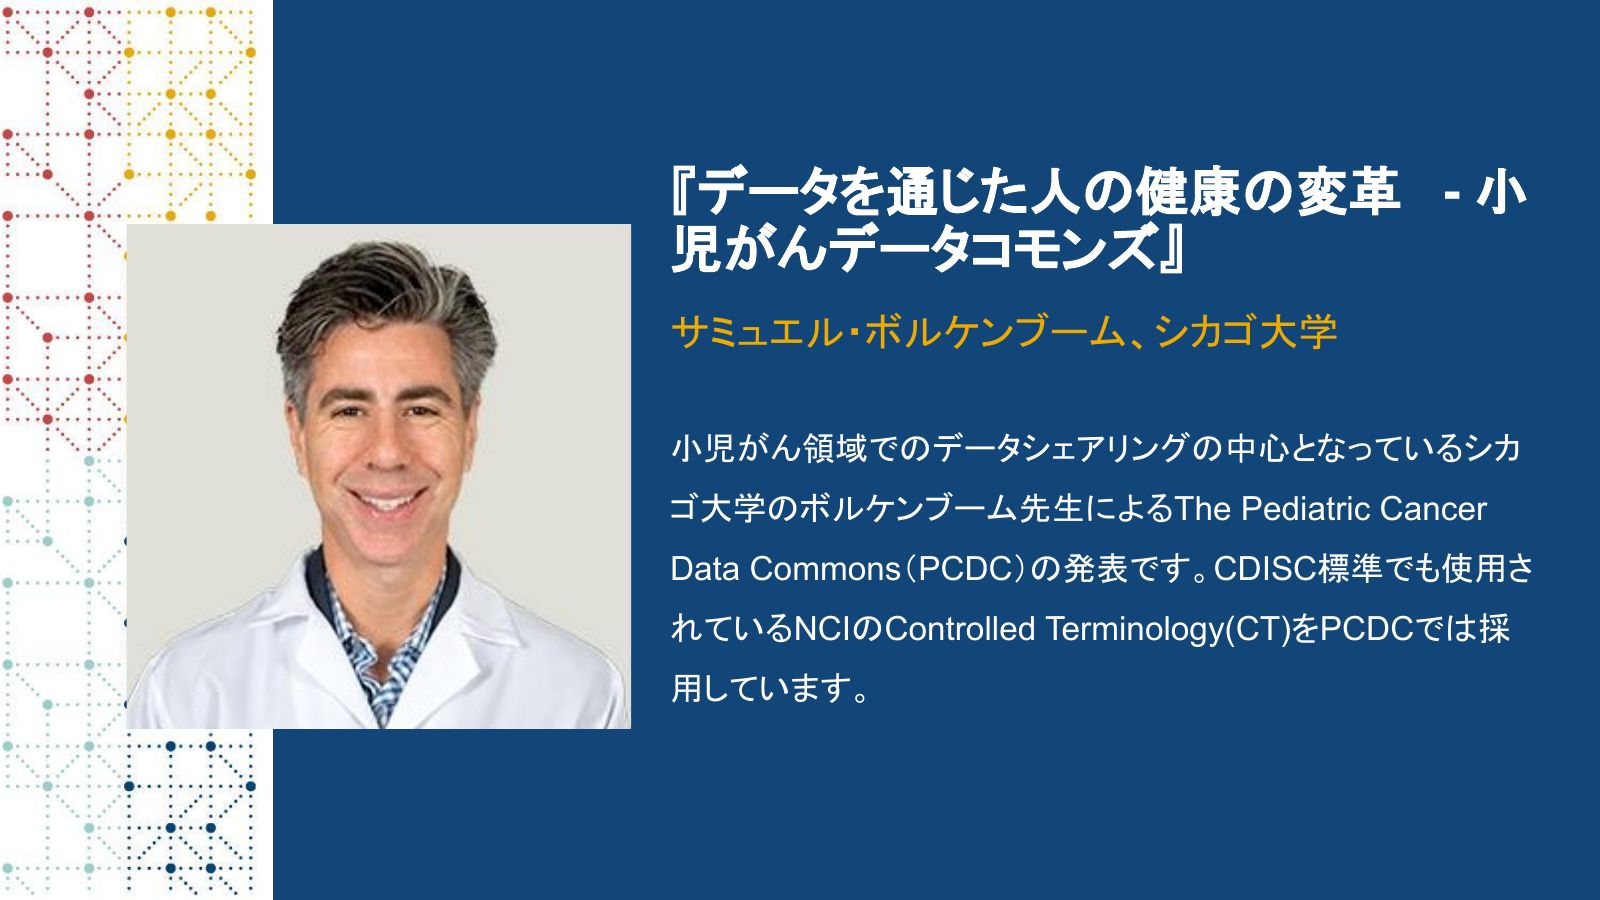 『データを通じた人の健康の変革　- 小
児がんデータコモンズ』
サミュエル・ボルケンブーム、シカゴ大学
小児がん領域でのデータシェアリングの中心となっているシカ
ゴ大学のボルケンブーム先生によるThe Pediatric Cancer
Data Commons（PCDC）の発表です。CDISC標準でも使用さ
れているNCIのControlled Terminology(CT)をPCDCでは採
用しています。